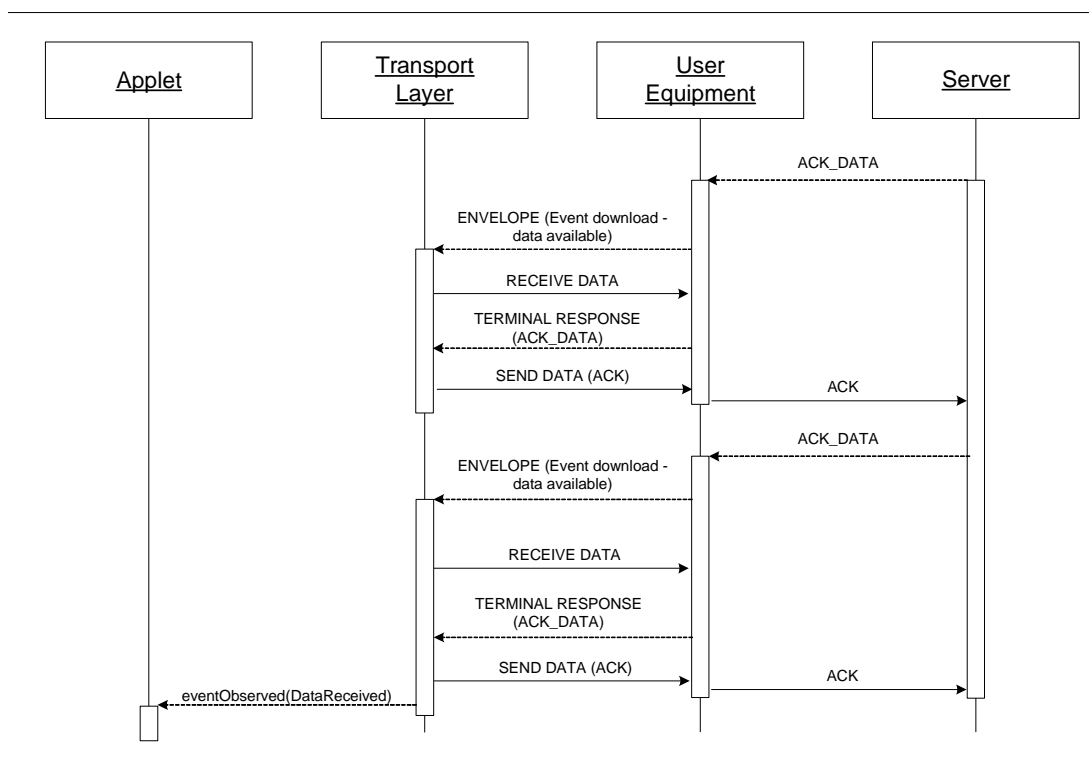 Applet
Transport
Layer
User
Equipment
Server
ACK_DATA
ENVELOPE (Event download -
data available)
RECEIVE DATA
TERMINAL RESPONSE
(ACK_DATA)
SEND DATA (ACK)
ACK
ACK_DATA
ENVELOPE (Event download -
data available)
RECEIVE DATA
TERMINAL RESPONSE
(ACK_DATA)
SEND DATA (ACK)
ACK
eventObserved(DataReceived)